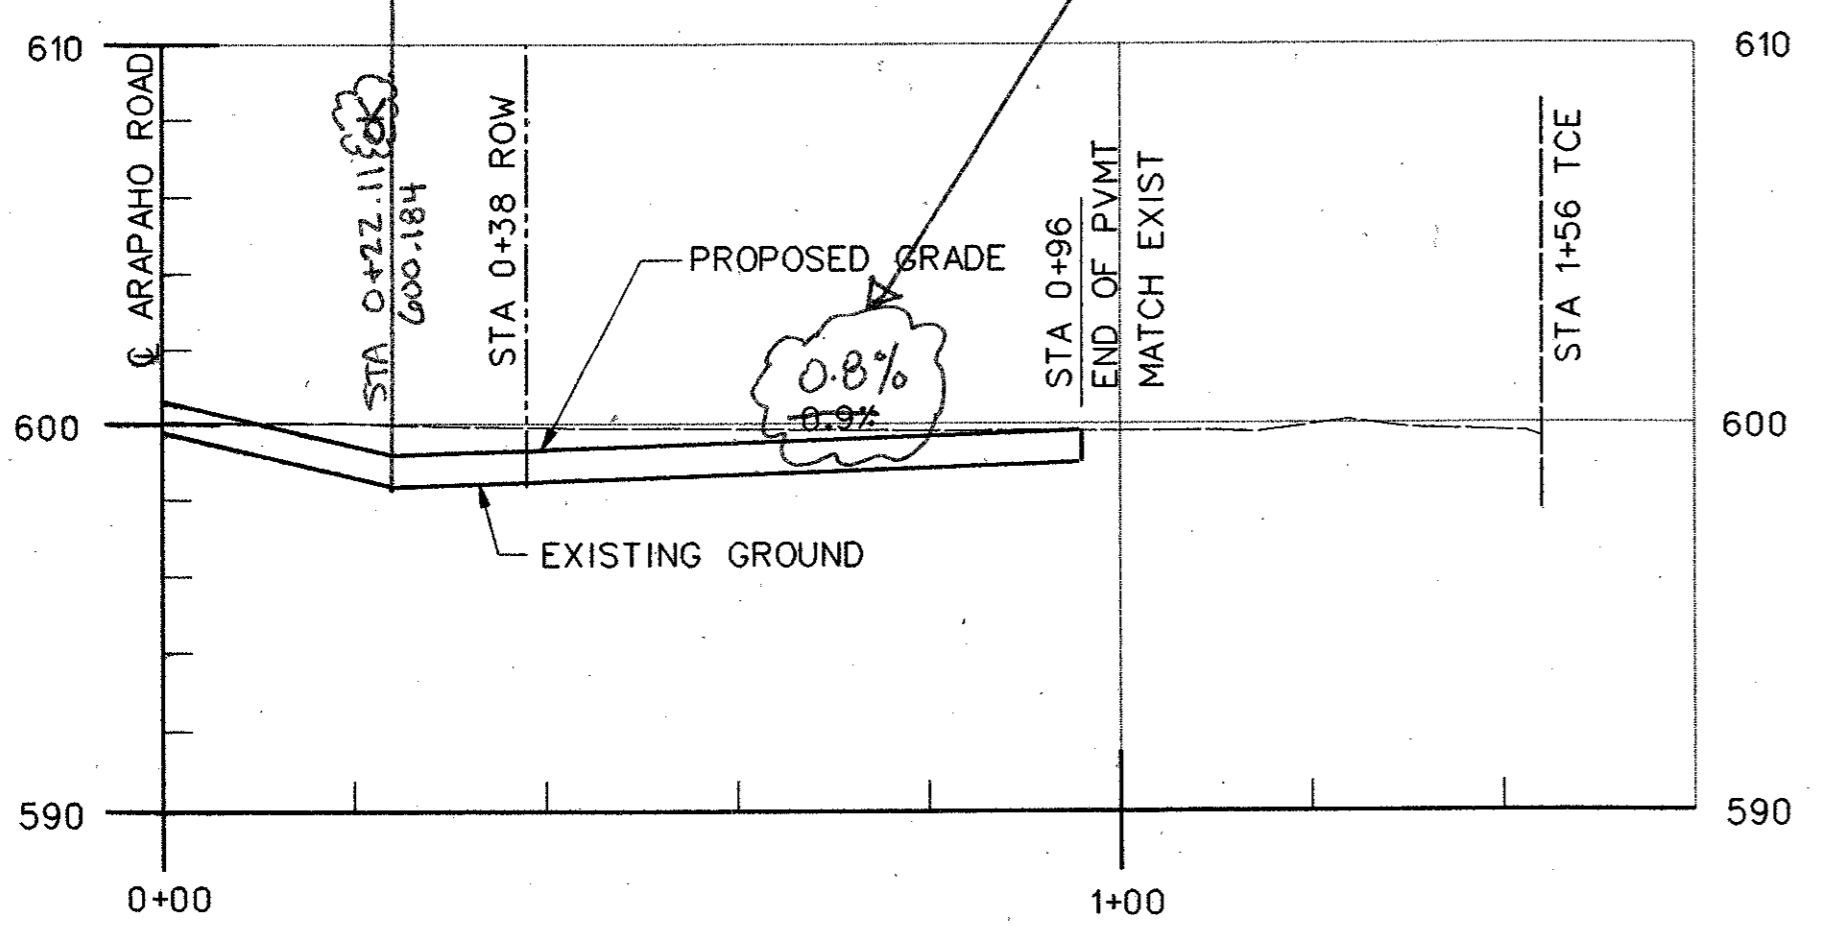 610
610
℄ ARAPAHO ROAD
STA 0+22.11
OK
600.184
STA 0+38 ROW
PROPOSED GRADE
STA 0+96
END OF PVMT
MATCH EXIST
STA 1+56 TCE
0.8%
0.9%
600
600
EXISTING GROUND
590
590
0+00
1+00